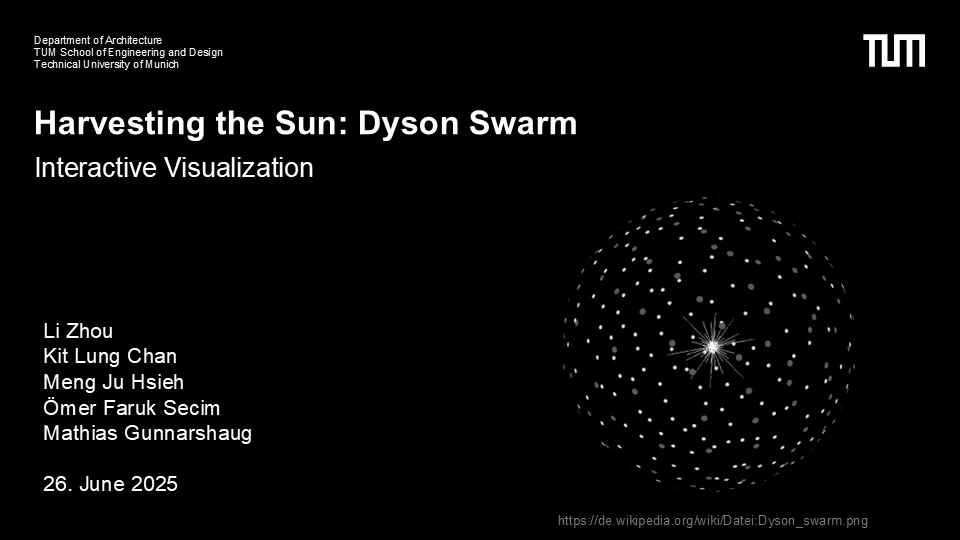 Department of Architecture
TUM School of Engineering and Design
Technical University of Munich
TUM
Harvesting the Sun: Dyson Swarm
Interactive Visualization
Li Zhou
Kit Lung Chan
Meng Ju Hsieh
Ömer Faruk Secim
Mathias Gunnarshaug
26. June 2025
https://de.wikipedia.org/wiki/Datei:Dyson_swarm.png